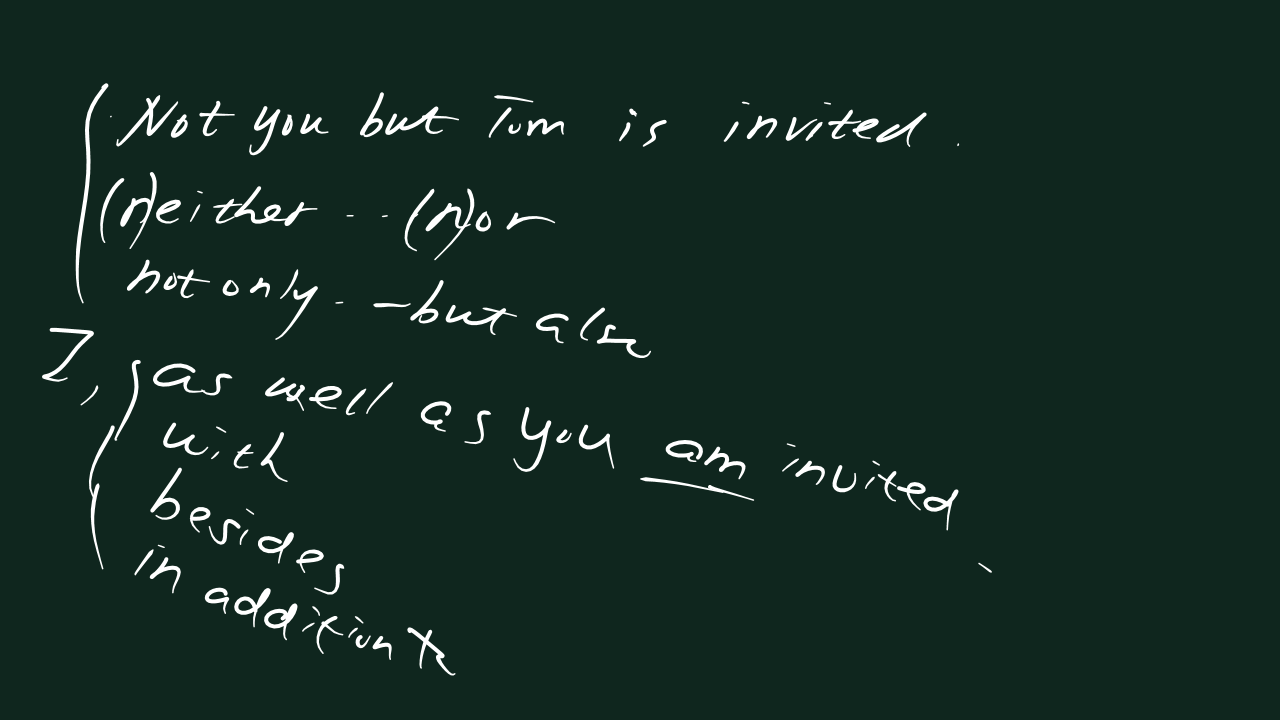 Not you but Tom is invited.
(n)either ... (n)or
not only.. - but also
I, as well as you am invited.
with
besides
in addition to